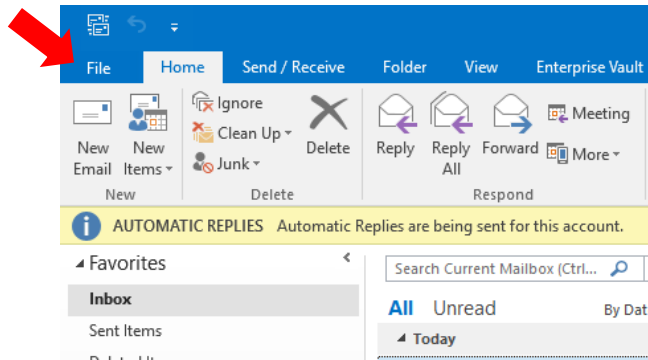 File Home Send / Receive Folder View Enterprise Vault
New Email
New Items
Ignore
Clean Up
Junk
Delete
Reply
Reply All
Forward
Meeting
More
New Delete Respond
i AUTOMATIC REPLIES Automatic Replies are being sent for this account.
Favorites
Inbox
Sent Items
Search Current Mailbox (Ctrl...
All Unread By Dat
Today